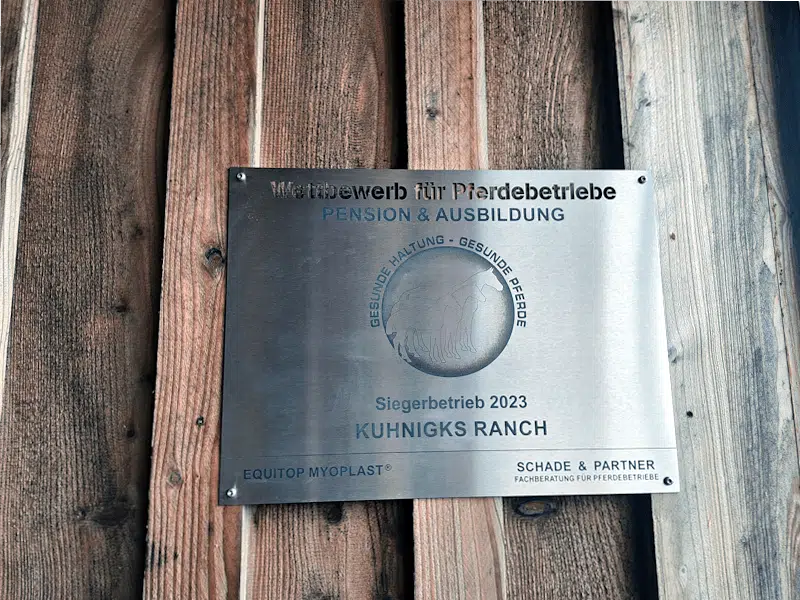 Wettbewerb für Pferdebetriebe
PENSION & AUSBILDUNG
GESUNDE HALTUNG - GESUNDE PFERDE
Siegerbetrieb 2023
KUHNIGKS RANCH
EQUITOP MYOPLAST®
SCHADE & PARTNER
FACHBERATUNG FÜR PFERDEBETRIEBE